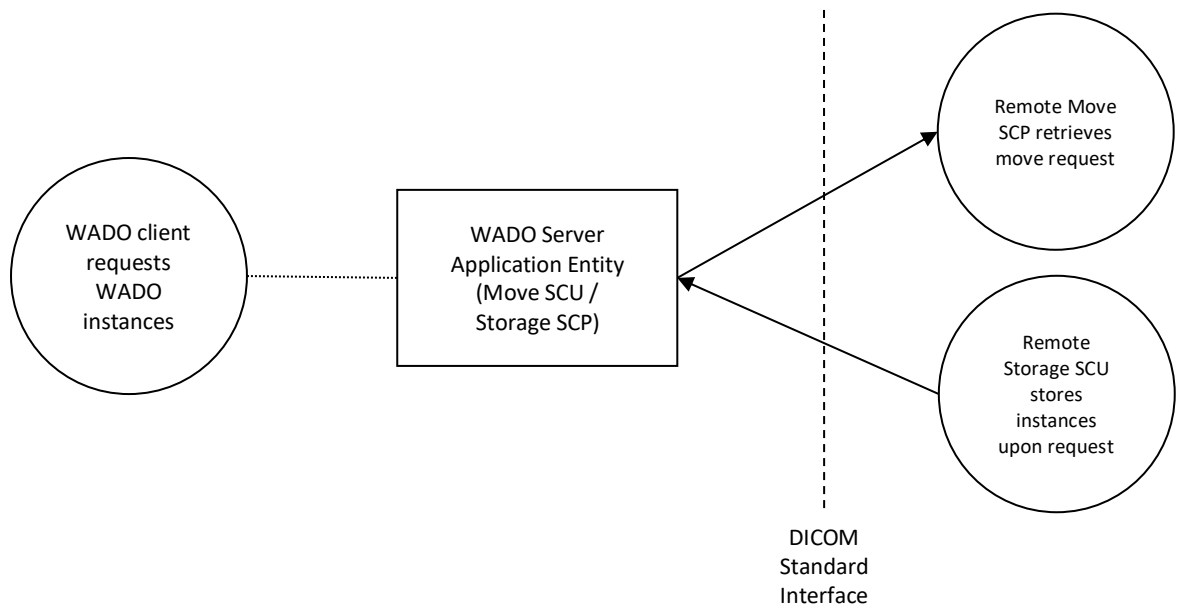 WADO client
requests
WADO
instances
WADO Server
Application Entity
(Move SCU /
Storage SCP)
Remote Move
SCP retrieves
move request
Remote
Storage SCU
stores
instances
upon request
DICOM
Standard
Interface